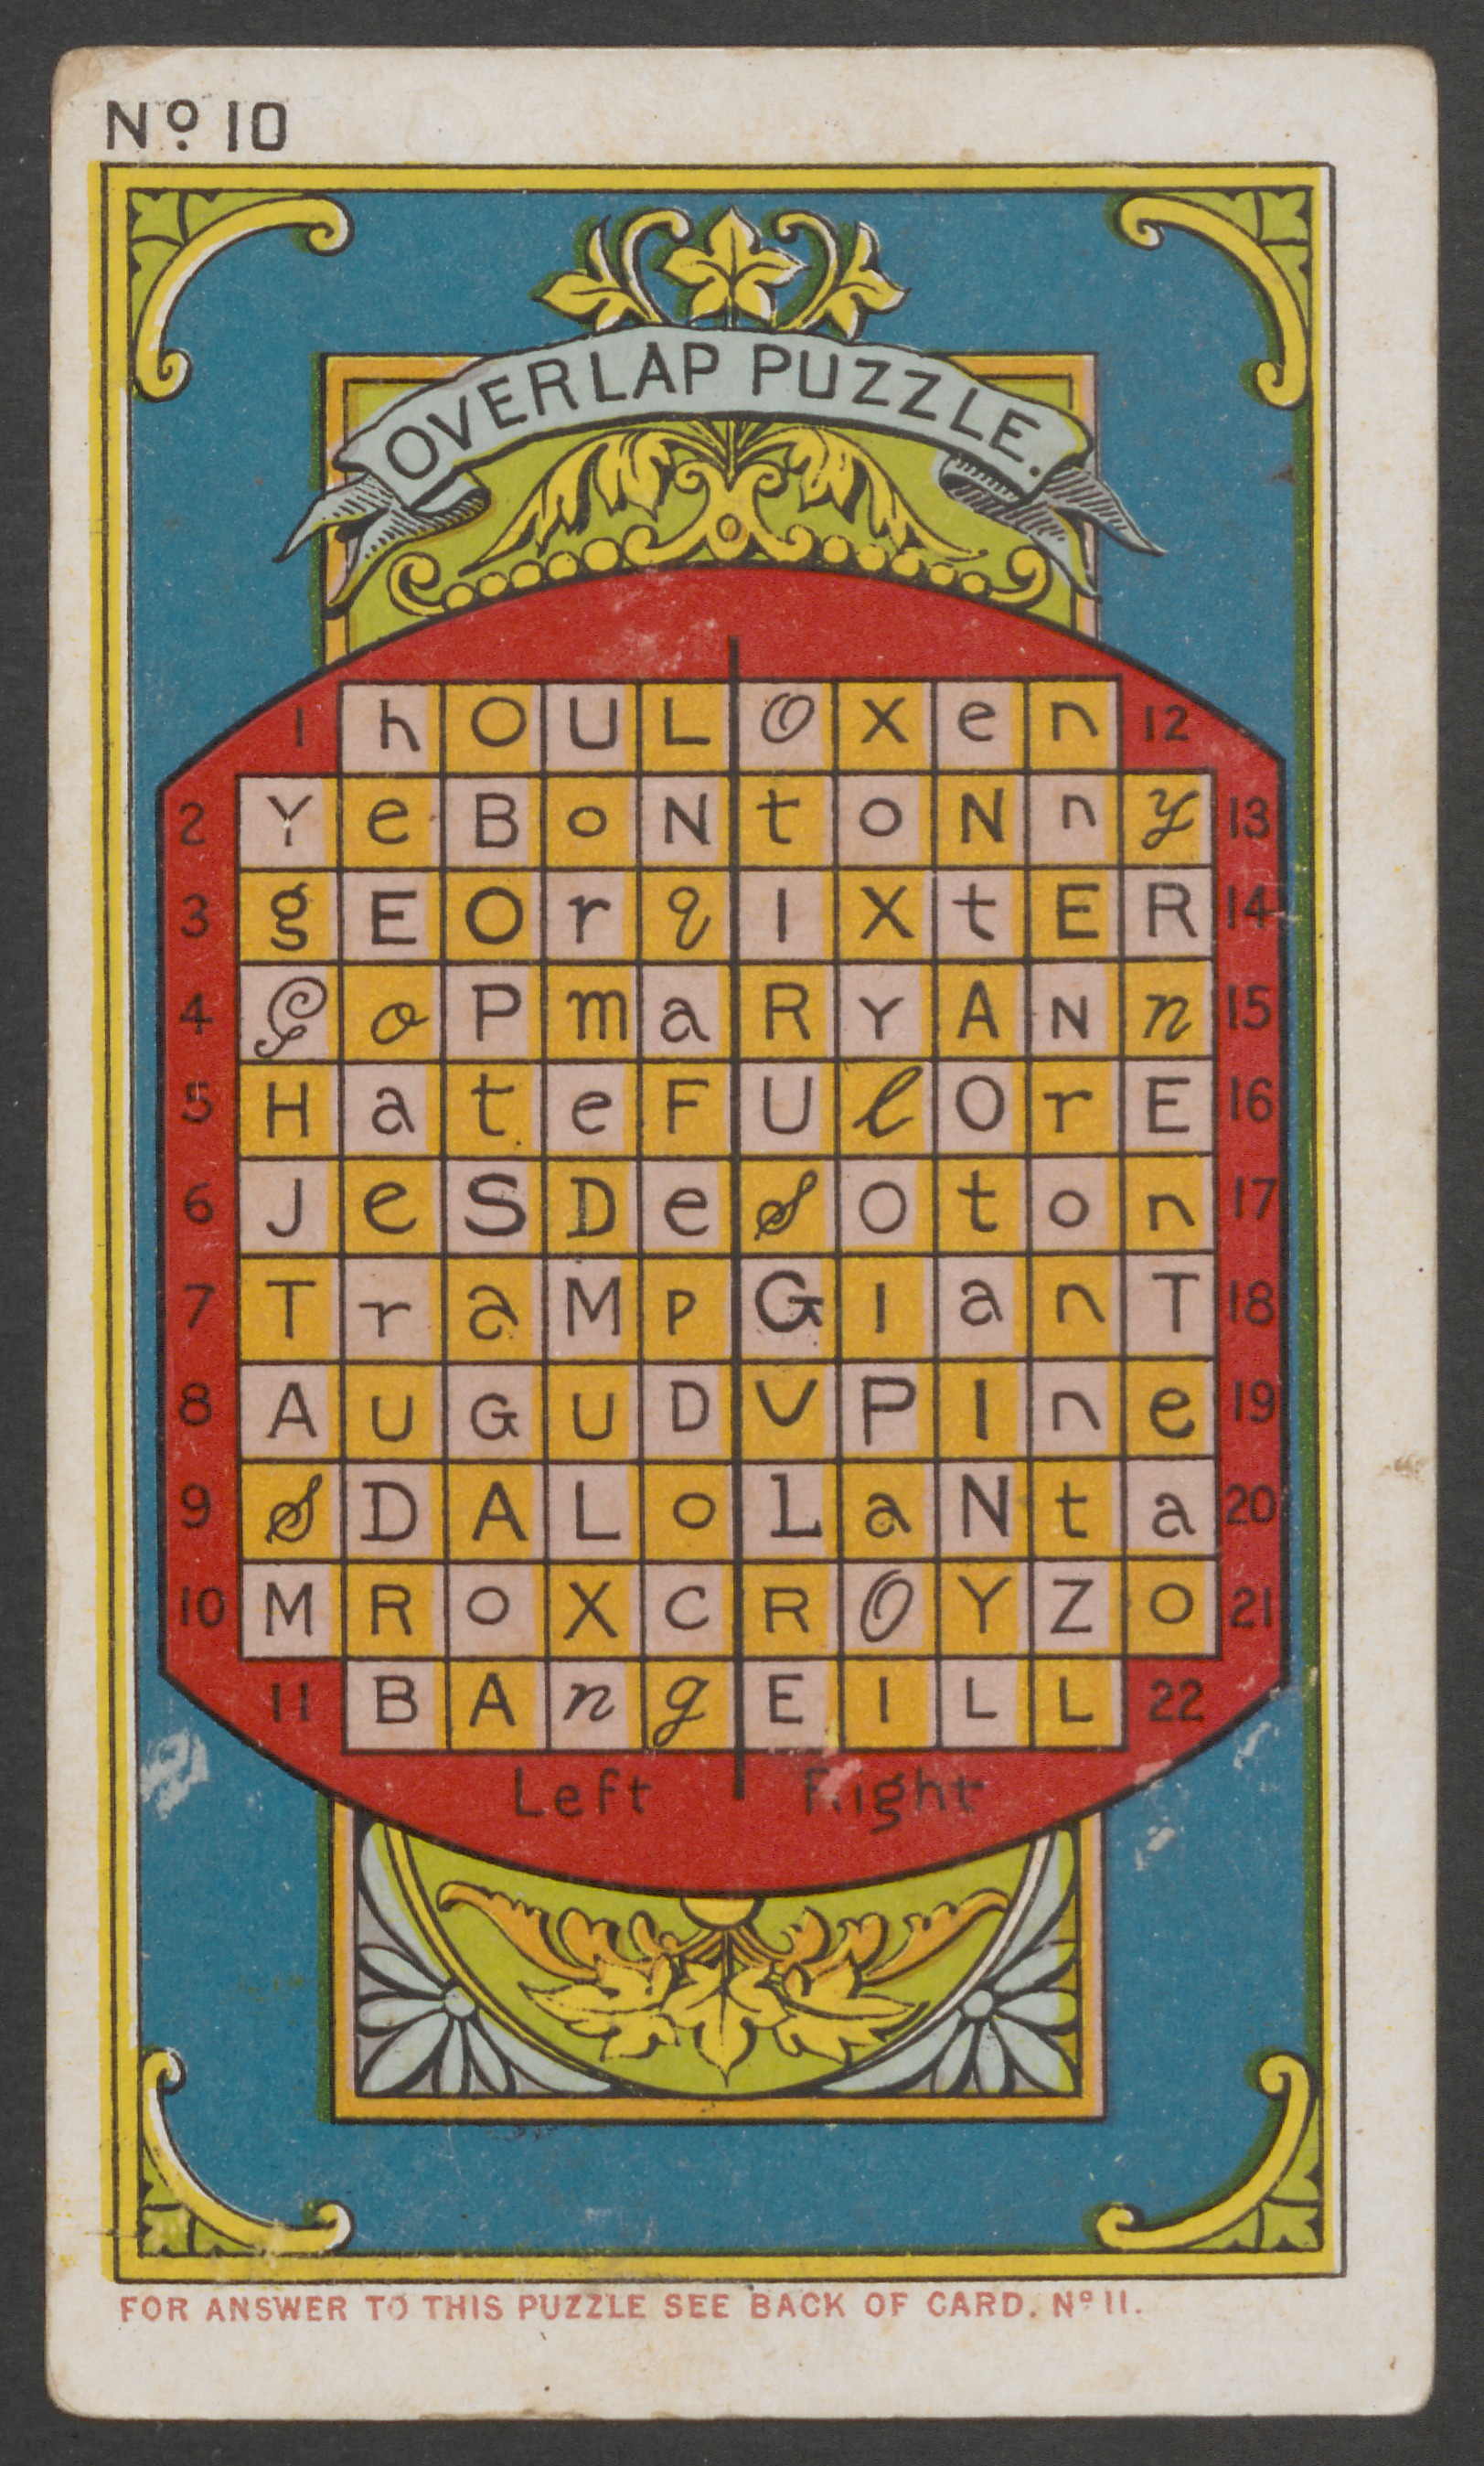 Nº 10
OVERLAP PUZZLE.
1 h O U L O X e n 12
2 Y e B o N t o N n y 13
3 g E O r q I X t E R 14
4 G o P m a R Y A N n 15
5 H a t e F U l O r E 16
6 J e S D e S o t o n 17
7 T r a M P G I a n T 18
8 A U G U D V P I n e 19
9 S D A L o L a N t a 20
10 M R O X C R O Y Z O 21
11 B A n g E I L L 22
Left Right
FOR ANSWER TO THIS PUZZLE SEE BACK OF CARD. Nº 11.